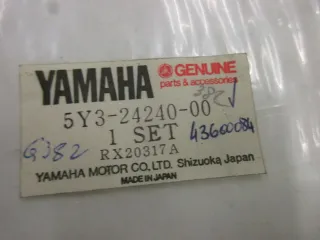 YAMAHA GENUINE
parts & accessories
382
5Y3-24240-00
1 SET
43600084
G382
RX20317A
YAMAHA MOTOR CO., LTD. Shizuoka, Japan
MADE IN JAPAN